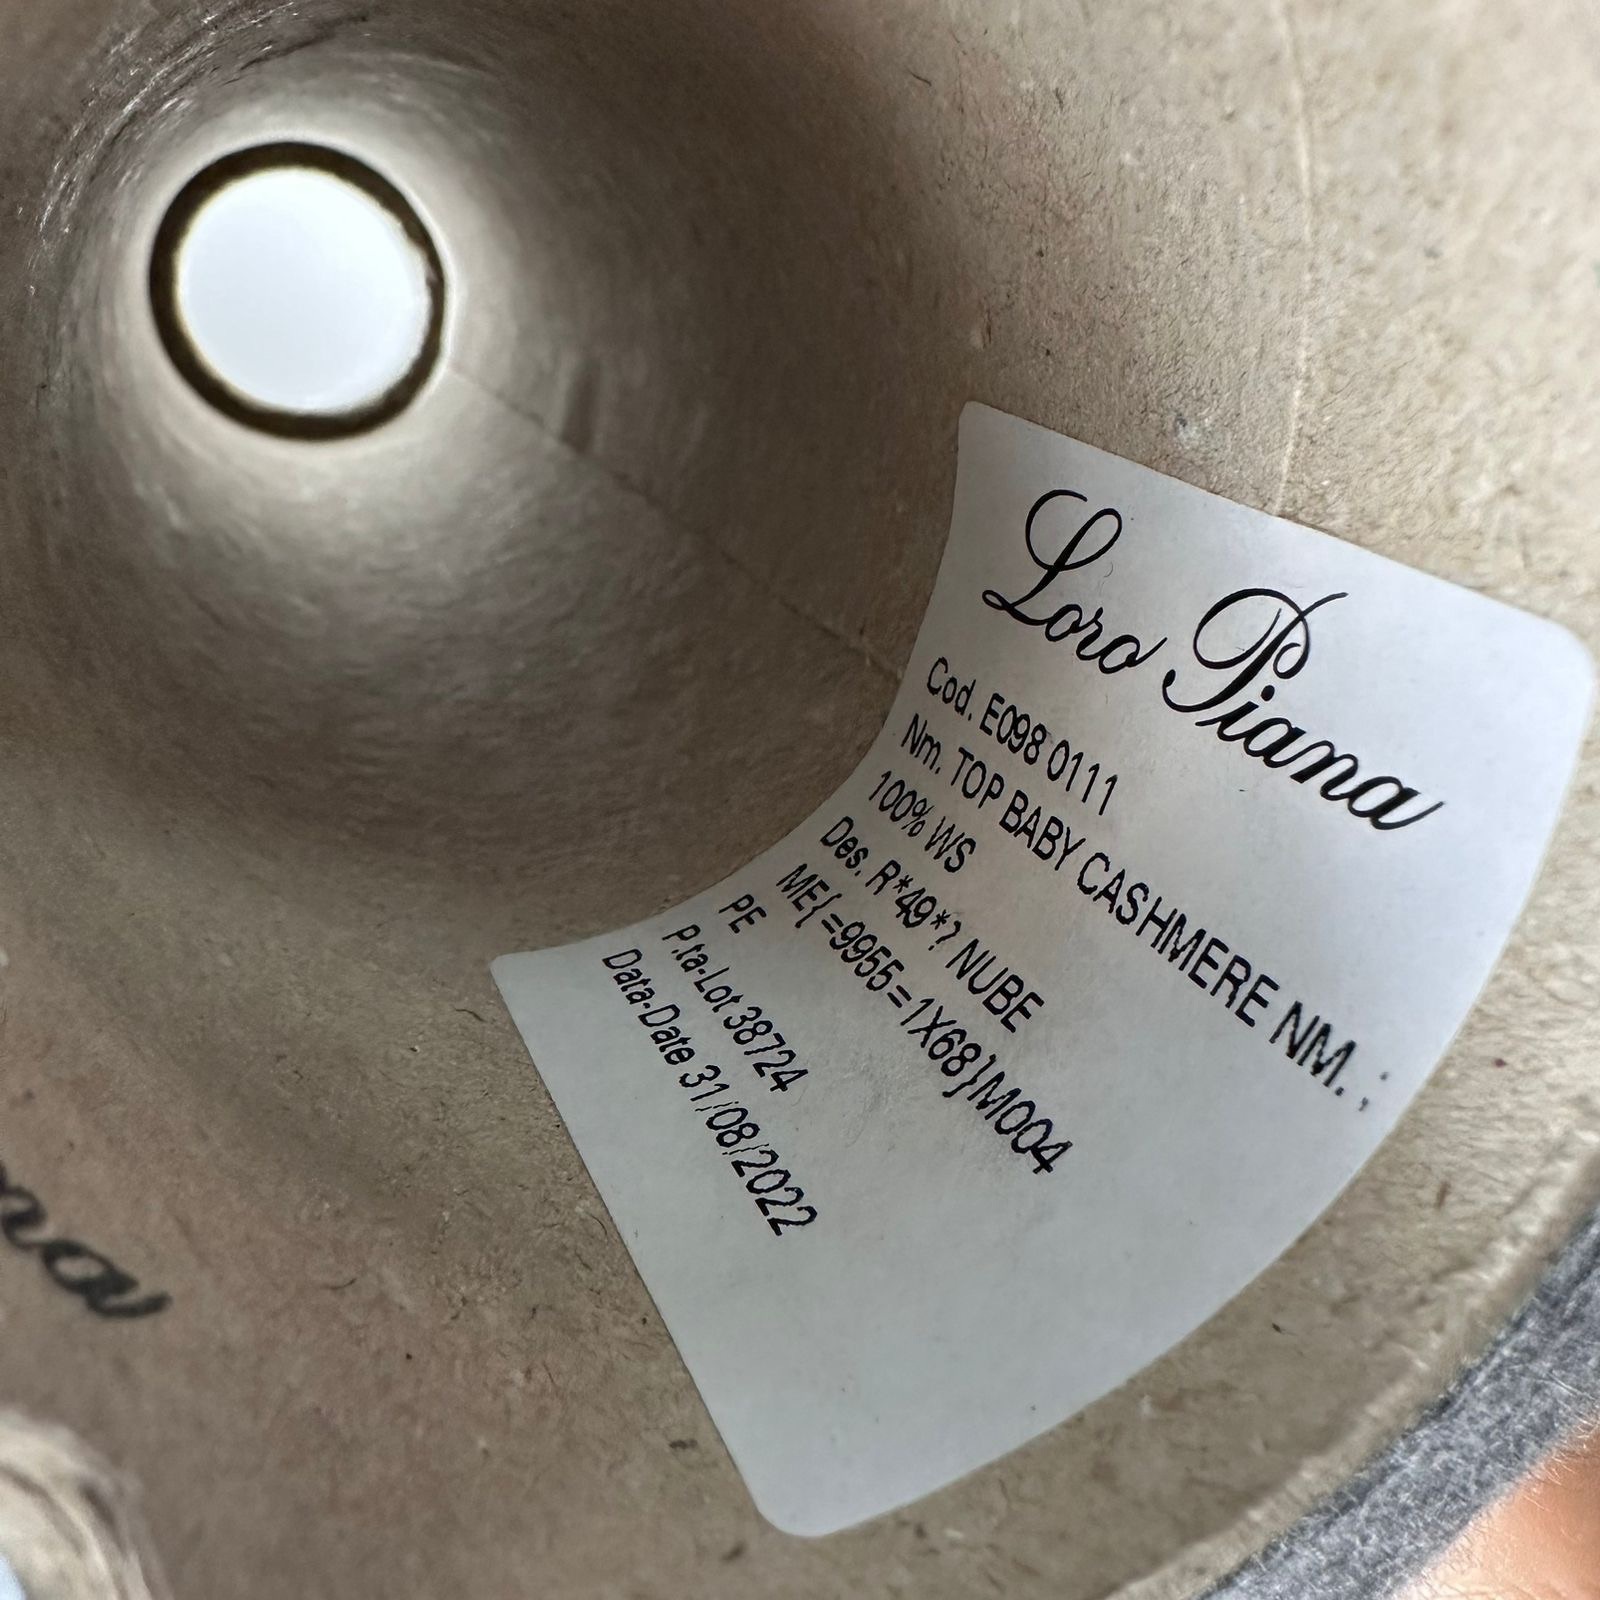 Loro Piana
Cod. E098 0111
Nm. TOP BABY CASHMERE NM. ,:
100% WS
Des. R*49*? NUBE
ME{=9955=1X68}M004
PE
P.ta-Lot 38724
Data-Date 31/08/2022